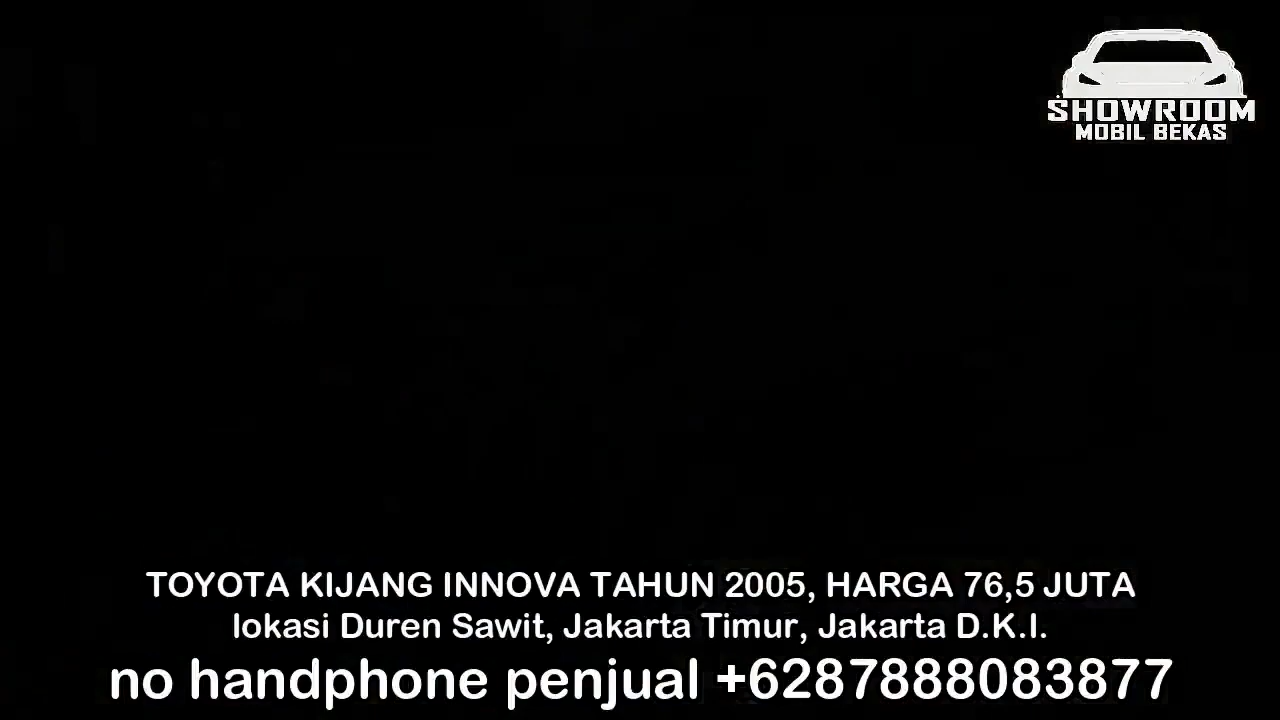 SHOWROOM
MOBIL BEKAS
TOYOTA KIJANG INNOVA TAHUN 2005, HARGA 76,5 JUTA
lokasi Duren Sawit, Jakarta Timur, Jakarta D.K.I.
no handphone penjual +6287888083877